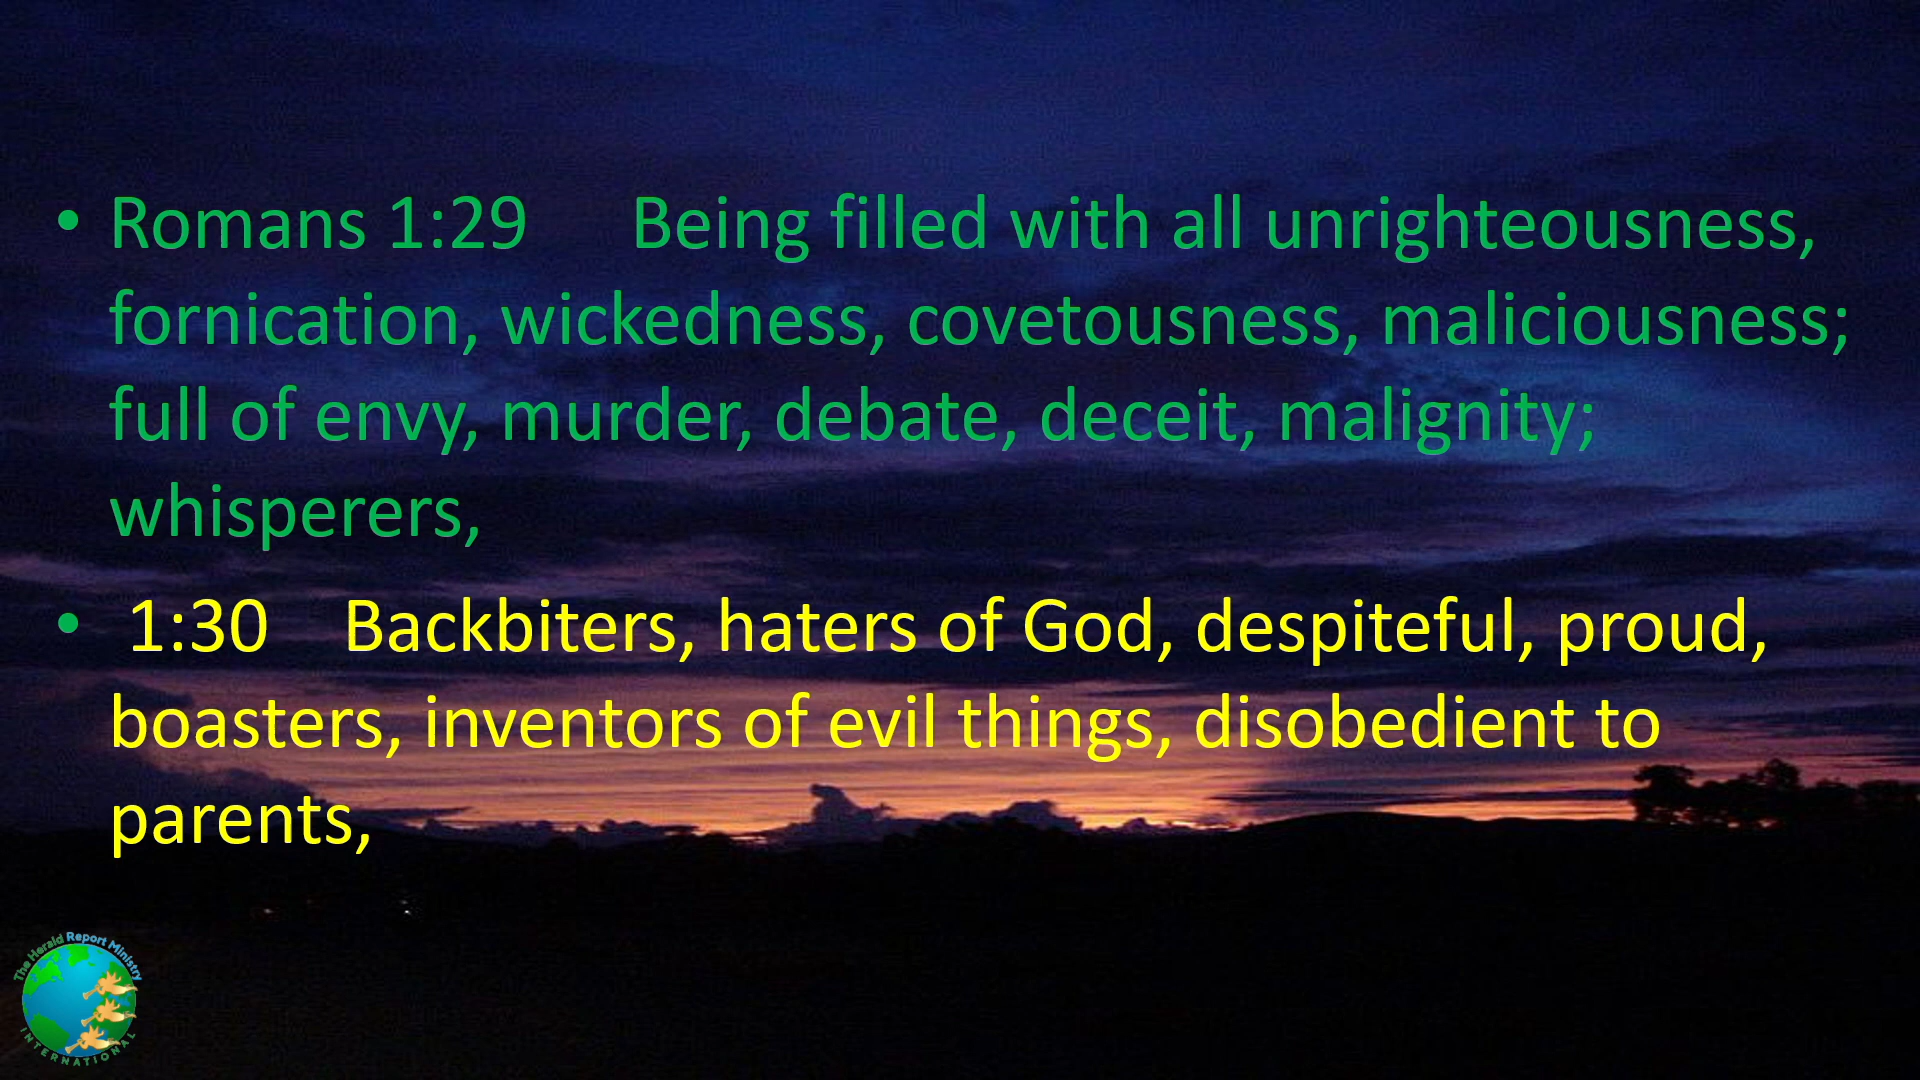 • Romans 1:29 Being filled with all unrighteousness,
fornication, wickedness, covetousness, maliciousness;
full of envy, murder, debate, deceit, malignity;
whisperers,
• 1:30 Backbiters, haters of God, despiteful, proud,
boasters, inventors of evil things, disobedient to
parents,
The Herald Report Ministry
INTERNATIONAL